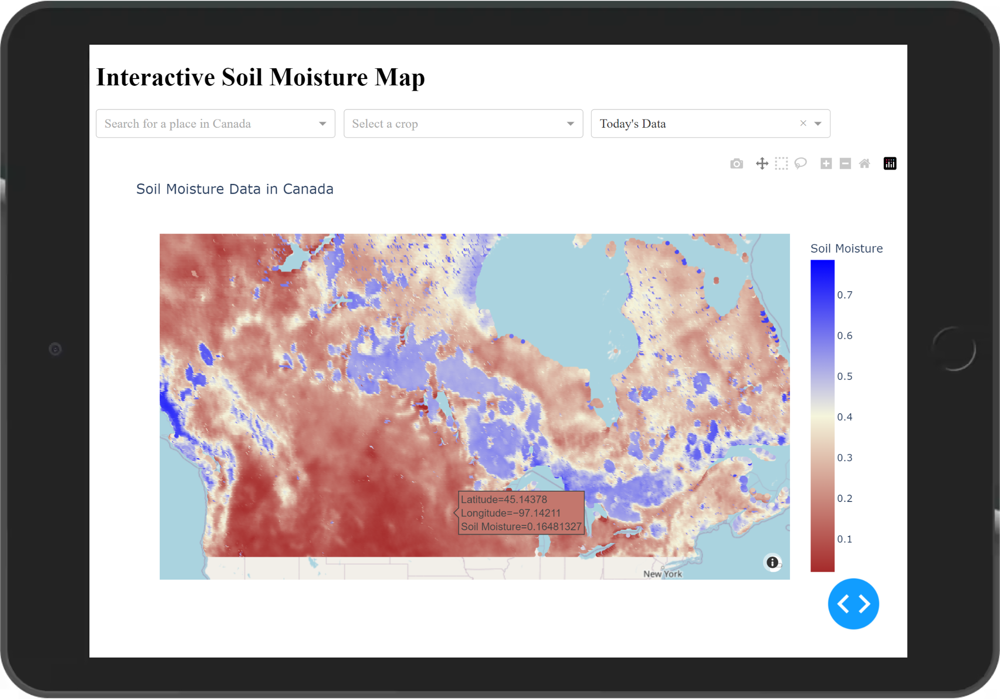 Interactive Soil Moisture Map
Search for a place in Canada
Select a crop
Today's Data
Soil Moisture Data in Canada
Soil Moisture
0.7
0.6
0.5
0.4
0.3
0.2
0.1
Latitude=45.14378
Longitude=−97.14211
Soil Moisture=0.16481327
New York